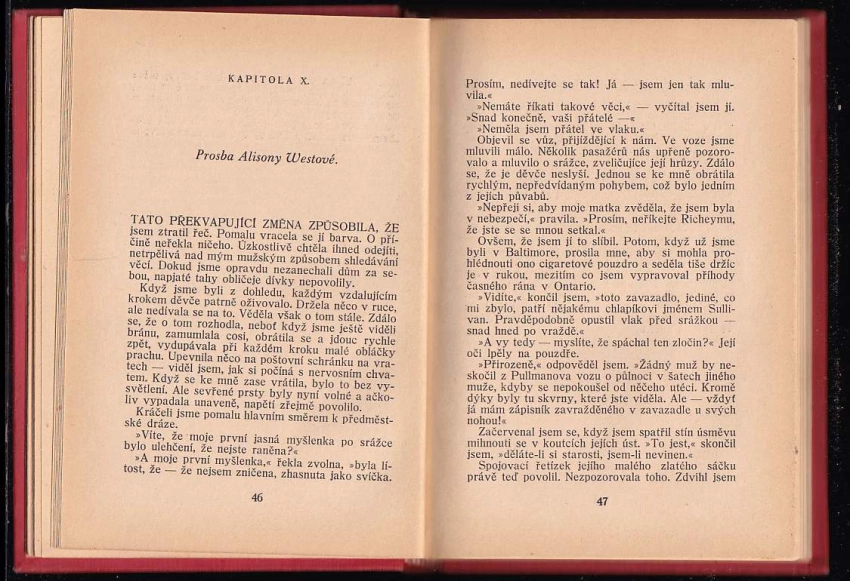 KAPITOLA X.
Prosba Alisony Westové.
TATO PŘEKVAPUJÍCÍ ZMĚNA ZPŮSOBILA, ŽE
jsem ztratil řeč. Pomalu vracela se jí barva. O pří-
čině neřekla ničeho. Úzkostlivě chtěla ihned odejíti,
netrpělivá nad mým mužským způsobem shledávání
věcí. Dokud jsme opravdu nezanechali dům za se-
bou, napjaté tahy obličeje dívky nepovolily.
Když jsme byli z dohledu, každým vzdalujícím
krokem děvče patrně oživovalo. Držela něco v ruce,
ale nedívala se na to. Věděla však o tom stále. Zdálo
se, že o tom rozhodla, neboť když jsme ještě viděli
bránu, zamumlala cosi, obrátila se a jdouc rychle
zpět, vydupávala při každém kroku malé obláčky
prachu. Upevnila něco na poštovní schránku na vra-
tech — viděl jsem, jak si počíná s nervosním chva-
tem. Když se ke mně zase vrátila, bylo to bez vy-
světlení. Ale sevřené prsty byly nyní volné a ačko-
liv vypadala unaveně, napětí zřejmě povolilo.
Kráčeli jsme pomalu hlavním směrem k předměst-
ské dráze.
»Víte, že moje první jasná myšlenka po srážce
bylo ulehčení, že nejste raněna?«
»A moje první myšlenka,« řekla zvolna, »byla lí-
tost, že — že nejsem zničena, zhasnuta jako svíčka.
46
Prosím, nedívejte se tak! Já — jsem jen tak mlu-
vila.«
»Nemáte říkati takové věci,« — vyčítal jsem jí.
»Snad konečně, vaši přátelé —«
»Neměla jsem přátel ve vlaku.«
Objevil se vůz, přijíždějící k nám. Ve voze jsme
mluvili málo. Několik pasažérů nás upřeně pozoro-
valo a mluvilo o srážce, zveličujíce její hrůzy. Zdálo
se, že je děvče neslyší. Jednou se ke mně obrátila
rychlým, nepředvídaným pohybem, což bylo jedním
z jejích půvabů.
»Nepřeji si, aby moje matka zvěděla, že jsem byla
v nebezpečí,« pravila. »Prosím, neříkejte Richeymu,
že jste se se mnou setkal.«
Ovšem, že jsem jí to slíbil. Potom, když už jsme
byli v Baltimore, prosila mne, aby si mohla pro-
hlédnouti ono cigaretové pouzdro a seděla tiše držíc
je v rukou, mezitím co jsem vypravoval příhody
časného rána v Ontario.
»Vidíte,« končil jsem, »toto zavazadlo, jediné, co
mi zbylo, patří nějakému chlapíkovi jménem Sulli-
van. Pravděpodobně opustil vlak před srážkou —
snad hned po vraždě.«
»A vy tedy — myslíte, že spáchal ten zločin?« Její
oči lpěly na pouzdře.
»Přirozeně,« odpověděl jsem. »Žádný muž by ne-
skočil z Pullmanova vozu o půlnoci v šatech jiného
muže, kdyby se nepokoušel od něčeho utéci. Kromě
dýky byly tu skvrny, které jste viděla. Ale — vždyť
já mám zápisník zavražděného v zavazadle u svých
nohou!«
Začervenal jsem se, když jsem spatřil stín úsměvu
mihnouti se v koutcích jejích úst. »To jest,« skončil
jsem, »děláte-li si starosti, jsem-li nevinen.«
Spojovací řetízek jejího malého zlatého sáčku
právě teď povolil. Nezpozorovala toho. Zdvihl jsem
47